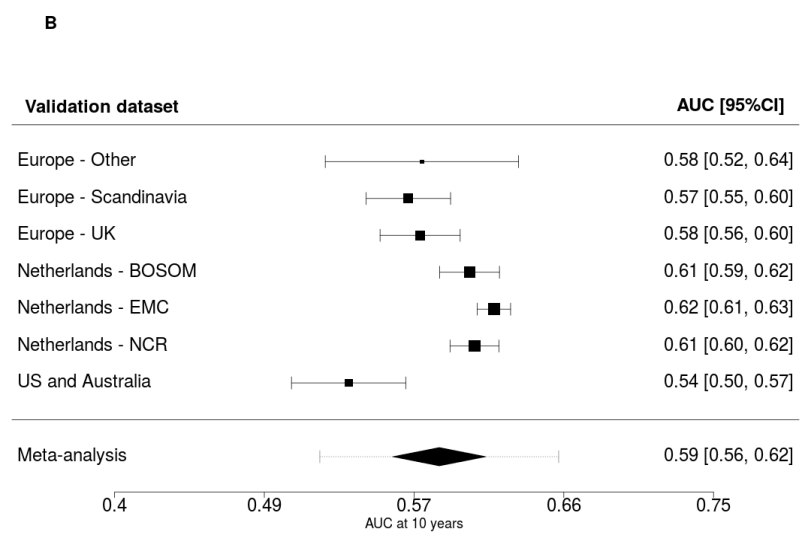 B
Validation dataset AUC [95%CI]
Europe - Other 0.58 [0.52, 0.64]
Europe - Scandinavia 0.57 [0.55, 0.60]
Europe - UK 0.58 [0.56, 0.60]
Netherlands - BOSOM 0.61 [0.59, 0.62]
Netherlands - EMC 0.62 [0.61, 0.63]
Netherlands - NCR 0.61 [0.60, 0.62]
US and Australia 0.54 [0.50, 0.57]
Meta-analysis 0.59 [0.56, 0.62]
0.4 0.49 0.57 0.66 0.75
AUC at 10 years